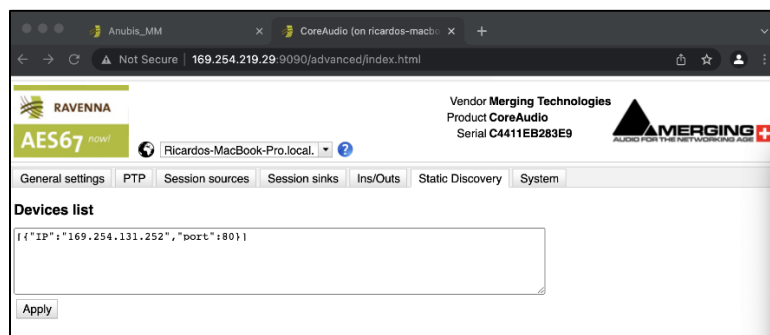 Anubis_MM
CoreAudio (on ricardos-macbo
Not Secure | 169.254.219.29:9090/advanced/index.html
RAVENNA
AES67 now!
Vendor Merging Technologies
Product CoreAudio
Serial C4411EB283E9
MERGING
AUDIO FOR THE NETWORKING AGE
Ricardos-MacBook-Pro.local.
General settings PTP Session sources Session sinks Ins/Outs Static Discovery System
Devices list
[{"IP":"169.254.131.252","port":80}]
Apply